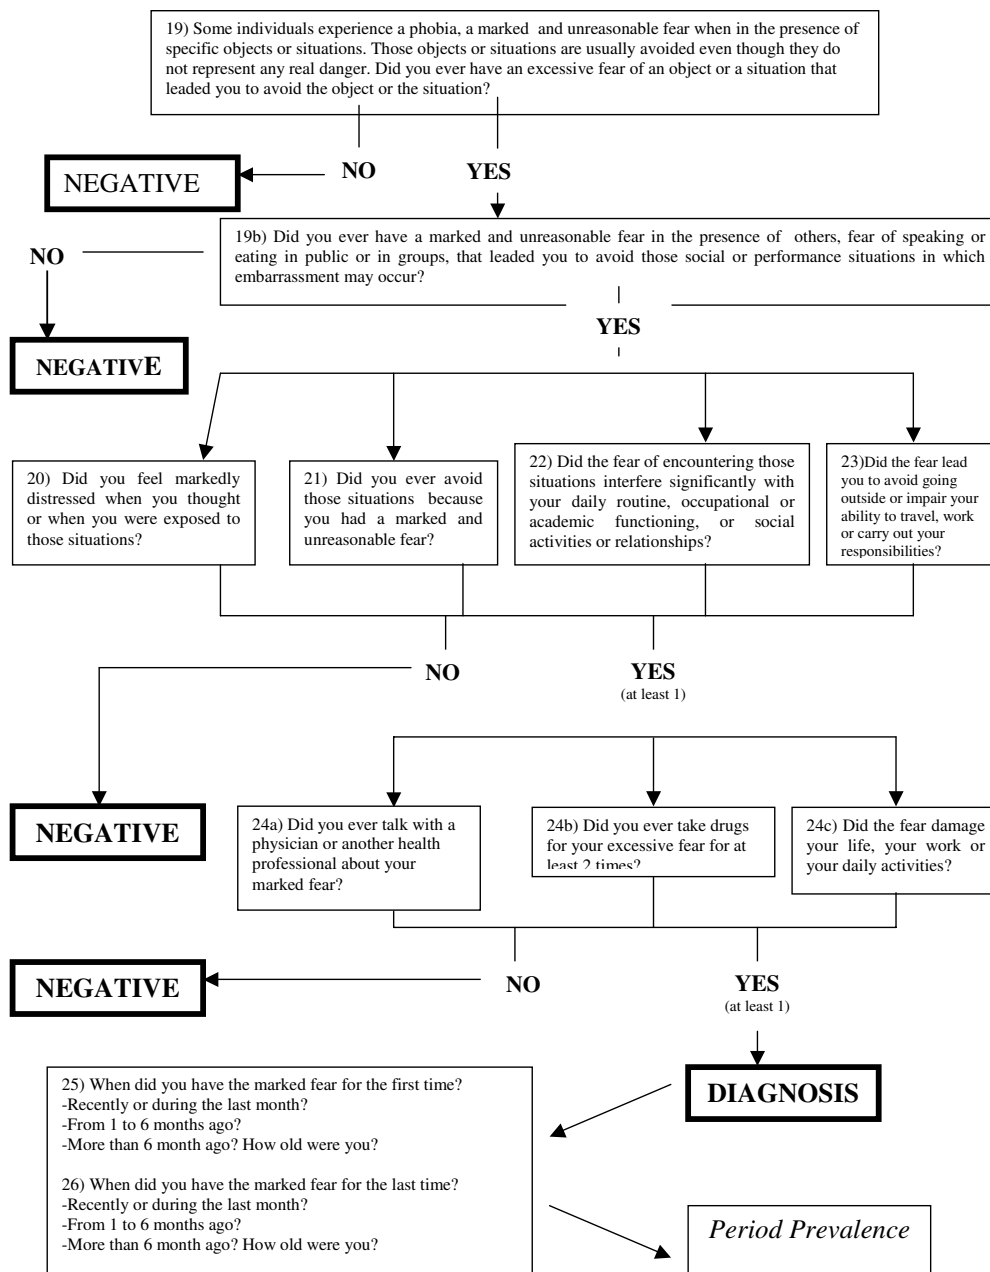 19) Some individuals experience a phobia, a marked and unreasonable fear when in the presence of
specific objects or situations. Those objects or situations are usually avoided even though they do
not represent any real danger. Did you ever have an excessive fear of an object or a situation that
leaded you to avoid the object or the situation?
NO
YES
NEGATIVE
19b) Did you ever have a marked and unreasonable fear in the presence of others, fear of speaking or
eating in public or in groups, that leaded you to avoid those social or performance situations in which
embarrassment may occur?
NO
YES
NEGATIVE
20) Did you feel markedly
distressed when you thought
or when you were exposed to
those situations?
21) Did you ever avoid
those situations because
you had a marked and
unreasonable fear?
22) Did the fear of encountering those
situations interfere significantly with
your daily routine, occupational or
academic functioning, or social
activities or relationships?
23)Did the fear lead
you to avoid going
outside or impair your
ability to travel, work
or carry out your
responsibilities?
NO
YES
(at least 1)
NEGATIVE
24a) Did you ever talk with a
physician or another health
professional about your
marked fear?
24b) Did you ever take drugs
for your excessive fear for at
least 2 times?
24c) Did the fear damage
your life, your work or
your daily activities?
NEGATIVE
NO
YES
(at least 1)
DIAGNOSIS
25) When did you have the marked fear for the first time?
-Recently or during the last month?
-From 1 to 6 months ago?
-More than 6 month ago? How old were you?
26) When did you have the marked fear for the last time?
-Recently or during the last month?
-From 1 to 6 months ago?
-More than 6 month ago? How old were you?
Period Prevalence